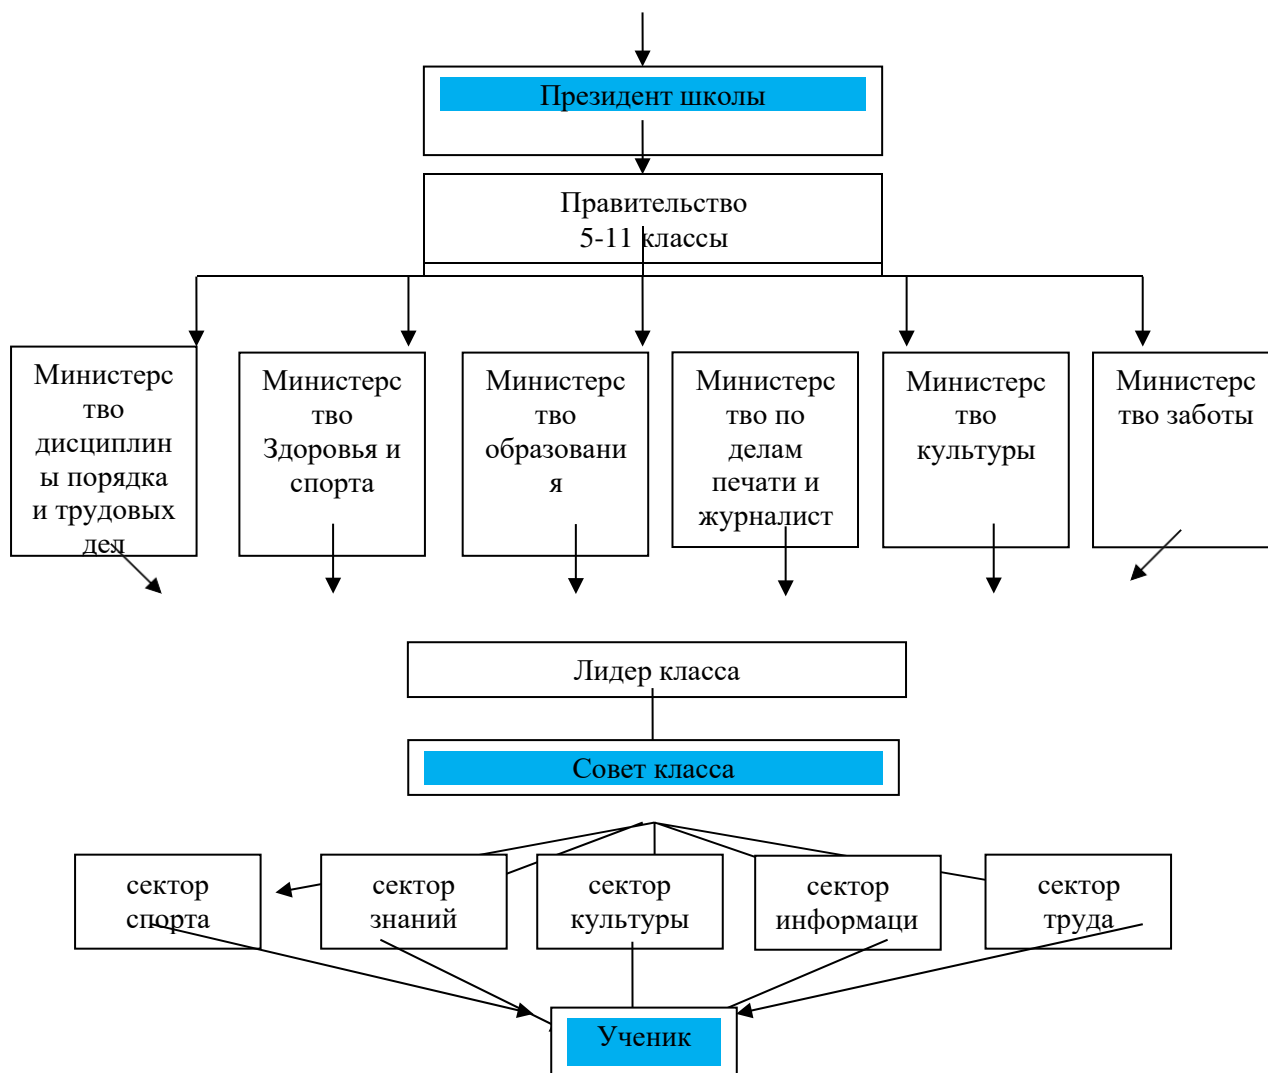 Президент школы
Правительство
5-11 классы
Министерс
тво
дисциплин
ы порядка
и трудовых
дел
Министерс
тво
Здоровья и
спорта
Министерс
тво
образовани
я
Министерс
тво по
делам
печати и
журналист
Министерс
тво
культуры
Министерс
тво заботы
Лидер класса
Совет класса
сектор
спорта
сектор
знаний
сектор
культуры
сектор
информаци
сектор
труда
Ученик